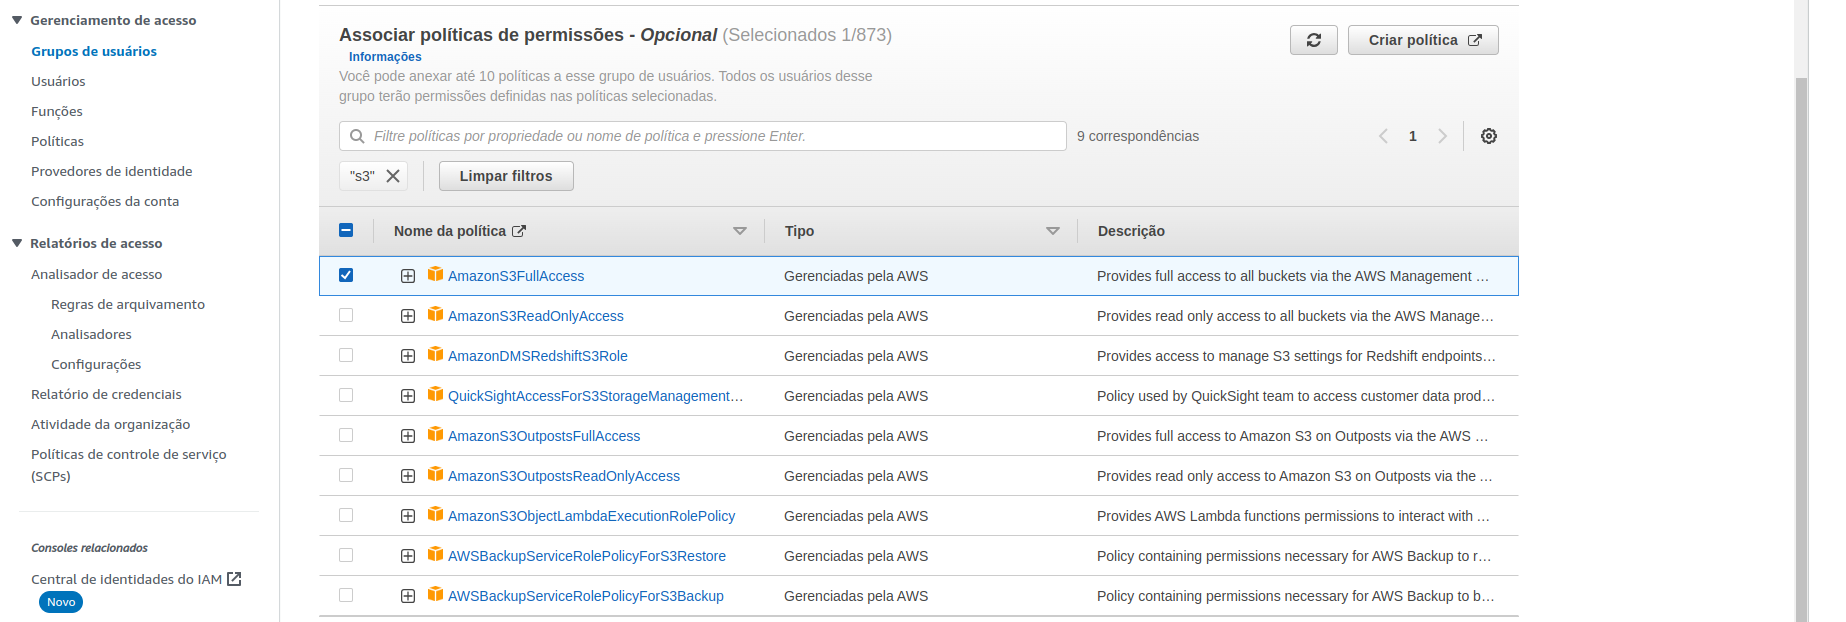 Gerenciamento de acesso
Grupos de usuários
Usuários
Funções
Políticas
Provedores de identidade
Configurações da conta
Relatórios de acesso
Analisador de acesso
Regras de arquivamento
Analisadores
Configurações
Relatório de credenciais
Atividade da organização
Políticas de controle de serviço
(SCPs)
Consoles relacionados
Central de identidades do IAM
Novo
Associar políticas de permissões - Opcional (Selecionados 1/873)
Informações
Criar política
Você pode anexar até 10 políticas a esse grupo de usuários. Todos os usuários desse
grupo terão permissões definidas nas políticas selecionadas.
Filtre políticas por propriedade ou nome de política e pressione Enter.
9 correspondências
1
"s3"
Limpar filtros
Nome da política Tipo Descrição
AmazonS3FullAccess Gerenciadas pela AWS Provides full access to all buckets via the AWS Management …
AmazonS3ReadOnlyAccess Gerenciadas pela AWS Provides read only access to all buckets via the AWS Manage…
AmazonDMSRedshiftS3Role Gerenciadas pela AWS Provides access to manage S3 settings for Redshift endpoints…
QuickSightAccessForS3StorageManagement… Gerenciadas pela AWS Policy used by QuickSight team to access customer data prod…
AmazonS3OutpostsFullAccess Gerenciadas pela AWS Provides full access to Amazon S3 on Outposts via the AWS …
AmazonS3OutpostsReadOnlyAccess Gerenciadas pela AWS Provides read only access to Amazon S3 on Outposts via the …
AmazonS3ObjectLambdaExecutionRolePolicy Gerenciadas pela AWS Provides AWS Lambda functions permissions to interact with …
AWSBackupServiceRolePolicyForS3Restore Gerenciadas pela AWS Policy containing permissions necessary for AWS Backup to r…
AWSBackupServiceRolePolicyForS3Backup Gerenciadas pela AWS Policy containing permissions necessary for AWS Backup to b…